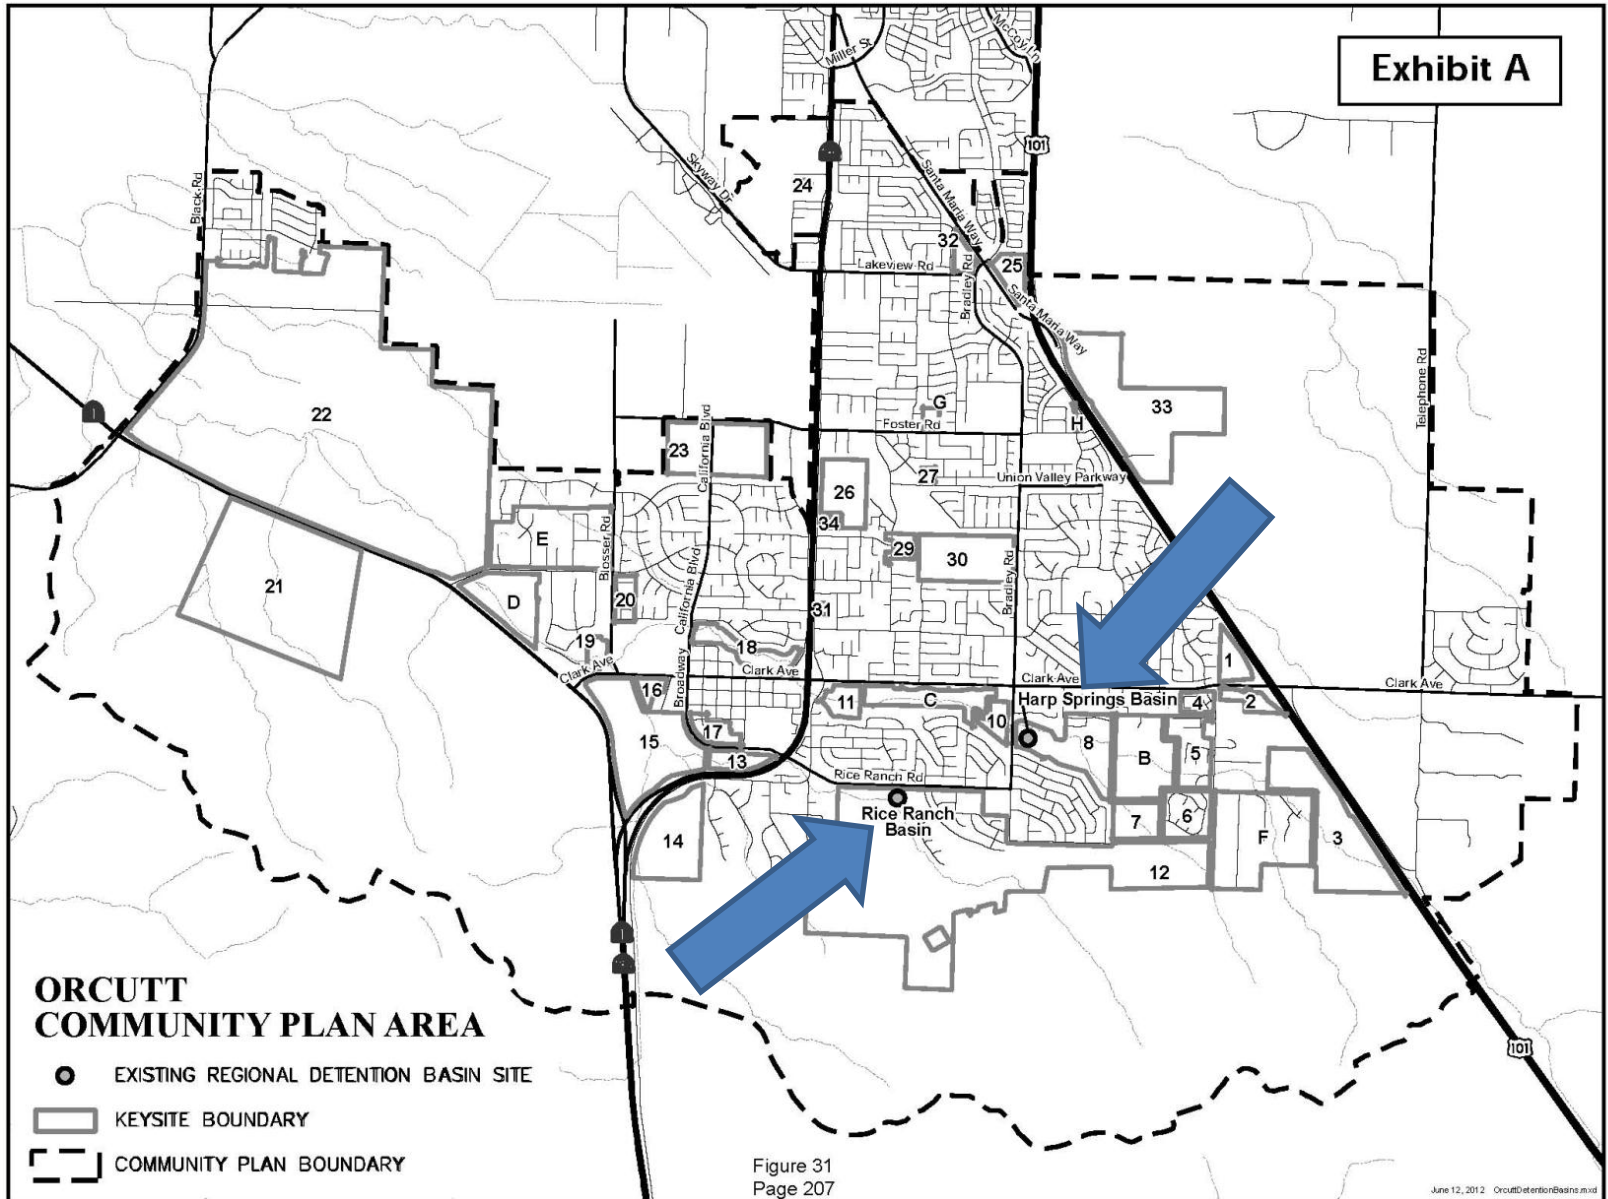 Exhibit A
McCoy Ln
Miller St
101
Skyway Dr
Santa Maria Way
Black Rd
24
32
Lakeview Rd
Bradley Rd
25
Santa Maria Way
Telephone Rd
22
G
33
H
Foster Rd
California Blvd
23
27
Union Valley Parkway
26
34
E
Blosser Rd
29
30
21
D
20
California Blvd
31
Bradley Rd
19
18
1
Clark Ave
16
Broadway
Clark Ave
Clark Ave
Clark Ave
11
C
Harp Springs Basin
4
2
10
17
15
13
8
B
5
Rice Ranch Rd
Rice Ranch
Basin
7
6
14
F
3
12
1
1
ORCUTT
COMMUNITY PLAN AREA
EXISTING REGIONAL DETENTION BASIN SITE
KEYSITE BOUNDARY
COMMUNITY PLAN BOUNDARY
101
Figure 31
Page 207
June 12, 2012 OrcuttDetentionBasins.mxd